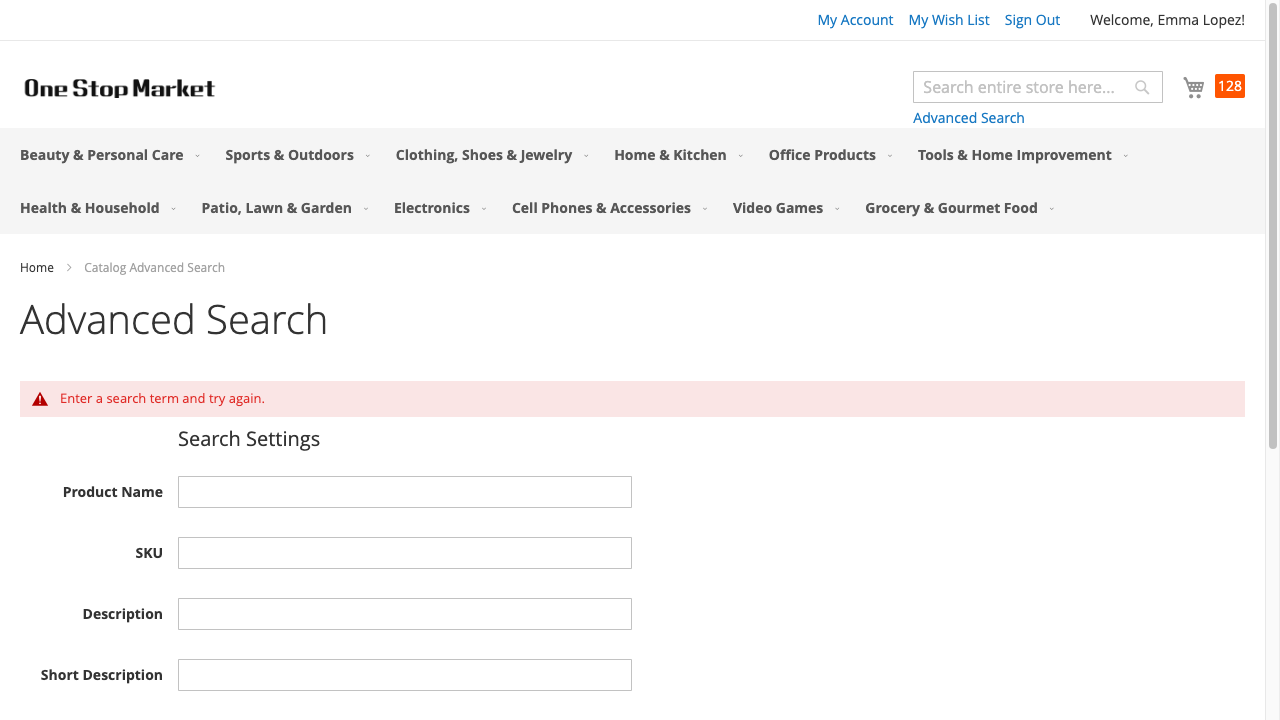 My Account My Wish List Sign Out Welcome, Emma Lopez!
One Stop Market
Search entire store here...
128
Advanced Search
Beauty & Personal Care Sports & Outdoors Clothing, Shoes & Jewelry Home & Kitchen Office Products Tools & Home Improvement
Health & Household Patio, Lawn & Garden Electronics Cell Phones & Accessories Video Games Grocery & Gourmet Food
Home Catalog Advanced Search
Advanced Search
Enter a search term and try again.
Search Settings
Product Name
SKU
Description
Short Description